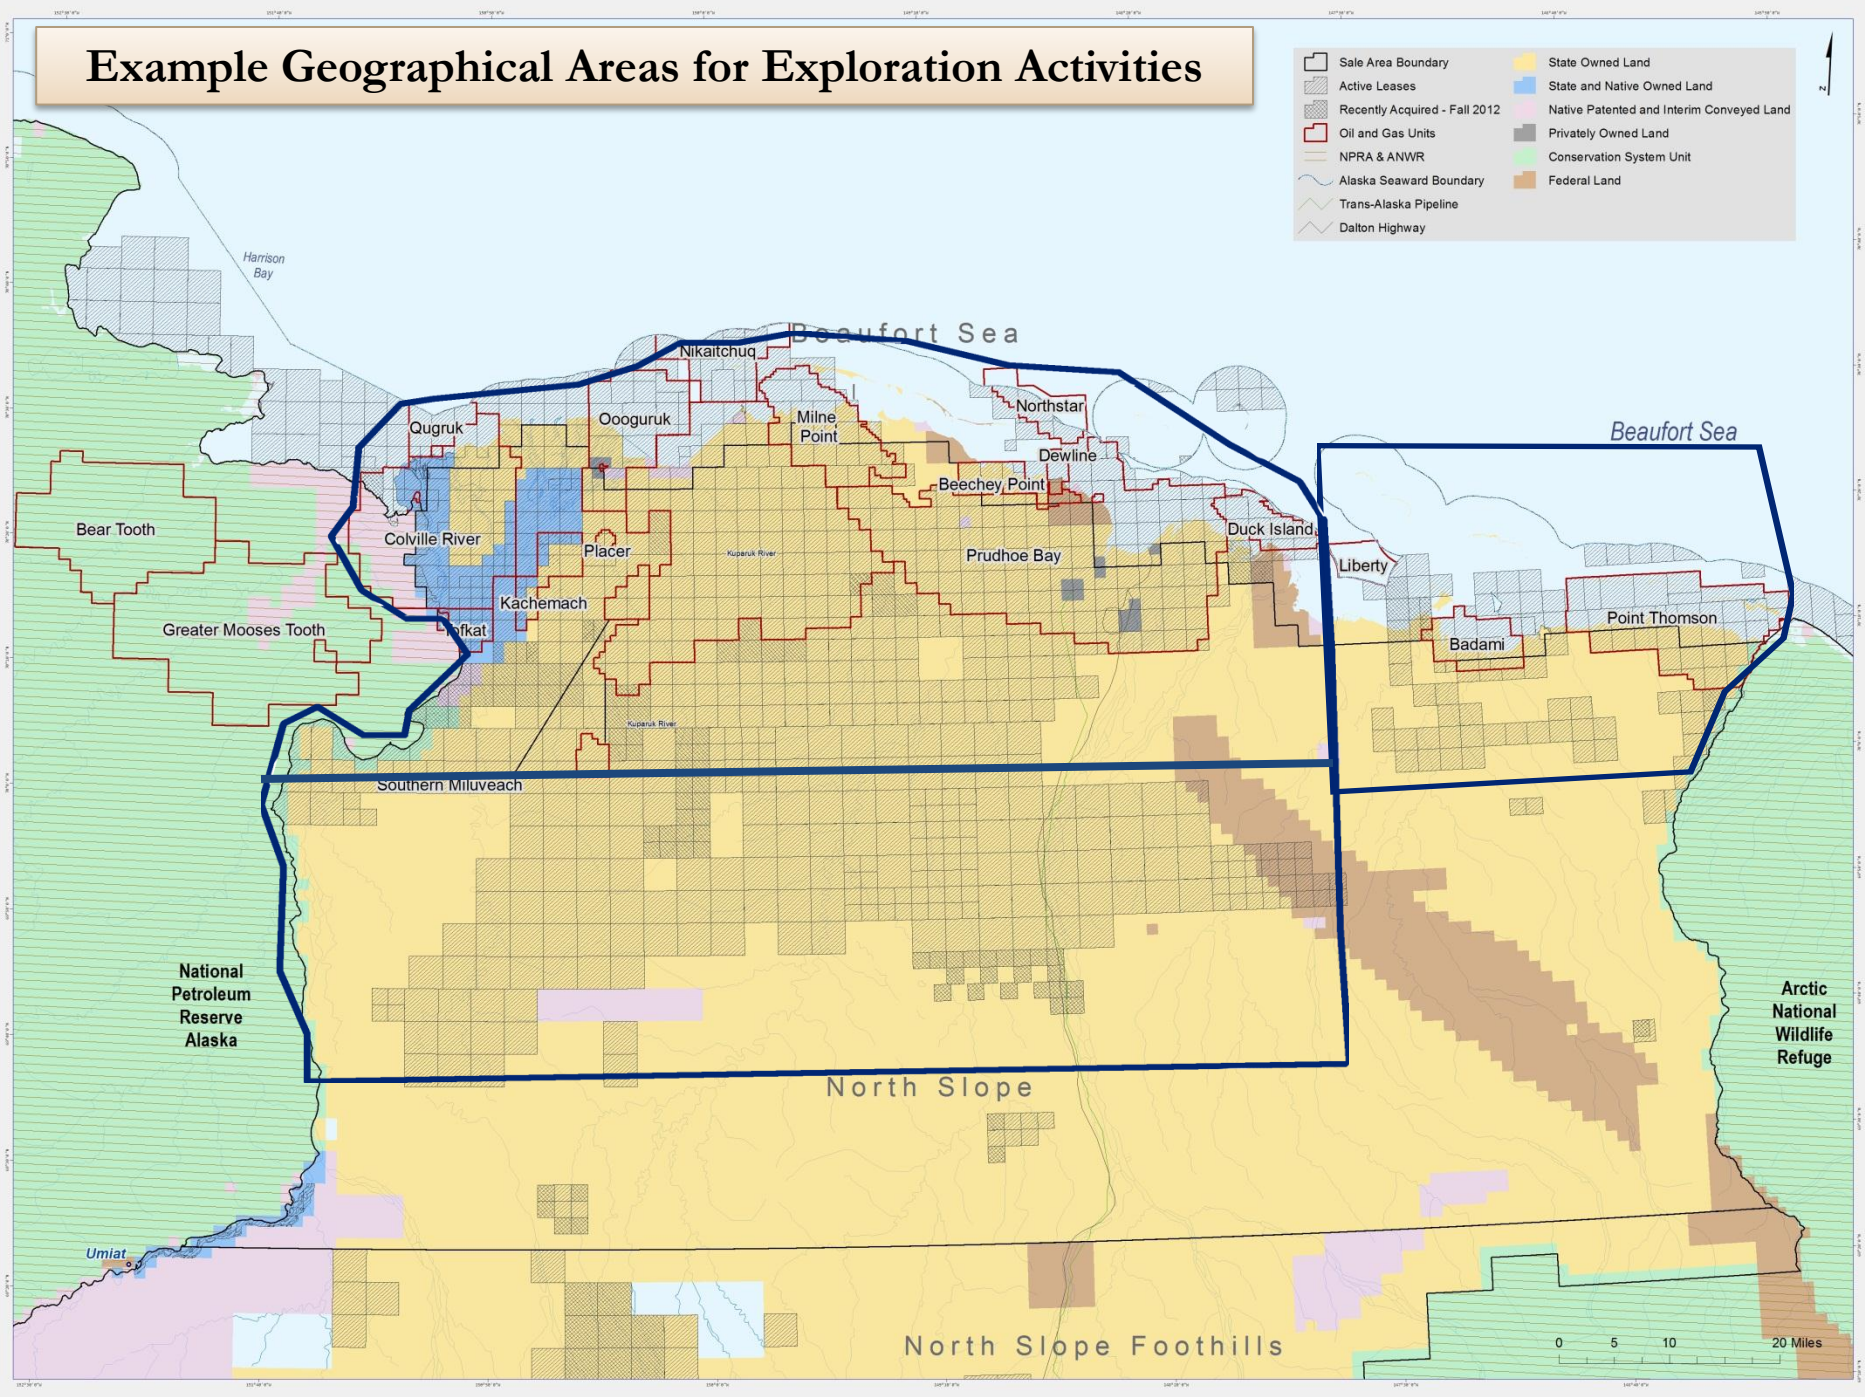 Example Geographical Areas for Exploration Activities
Sale Area Boundary
Active Leases
Recently Acquired - Fall 2012
Oil and Gas Units
NPRA & ANWR
Alaska Seaward Boundary
Trans-Alaska Pipeline
Dalton Highway
State Owned Land
State and Native Owned Land
Native Patented and Interim Conveyed Land
Privately Owned Land
Conservation System Unit
Federal Land
N
Harrison
Bay
Beaufort Sea
Nikaitchuq
Oooguruk
Qugruk
Milne
Point
Northstar
Dewline
Beechey Point
Beaufort Sea
Bear Tooth
Colville River
Placer
Kuparuk River
Prudhoe Bay
Duck Island
Liberty
Kachemach
Greater Mooses Tooth
Tofkat
Badami
Point Thomson
Kuparuk River
Southern Miluveach
National
Petroleum
Reserve
Alaska
Arctic
National
Wildlife
Refuge
North Slope
Umiat
North Slope Foothills
0 5 10 20 Miles